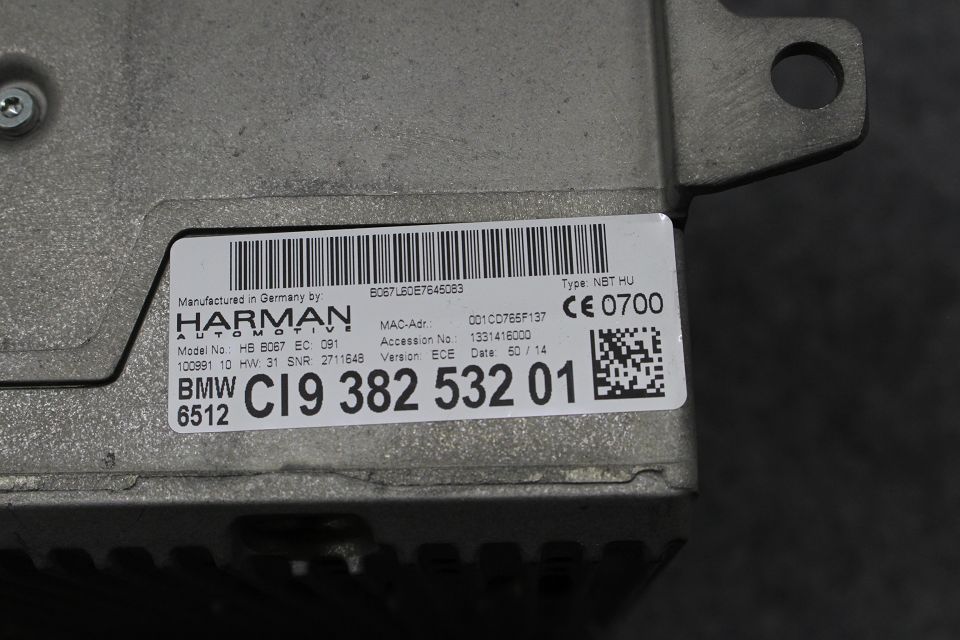 B067L60E7645083
Type: NBT HU
Manufactured in Germany by:
HARMAN
AUTOMOTIVE
CE 0700
MAC-Adr.: 001CD765F137
Model No.: HB B067 EC: 091
Accession No.: 1331416000
100991 10 HW: 31 SNR: 2711648
Version: ECE Date: 50 / 14
BMW
6512
CI9 382 532 01